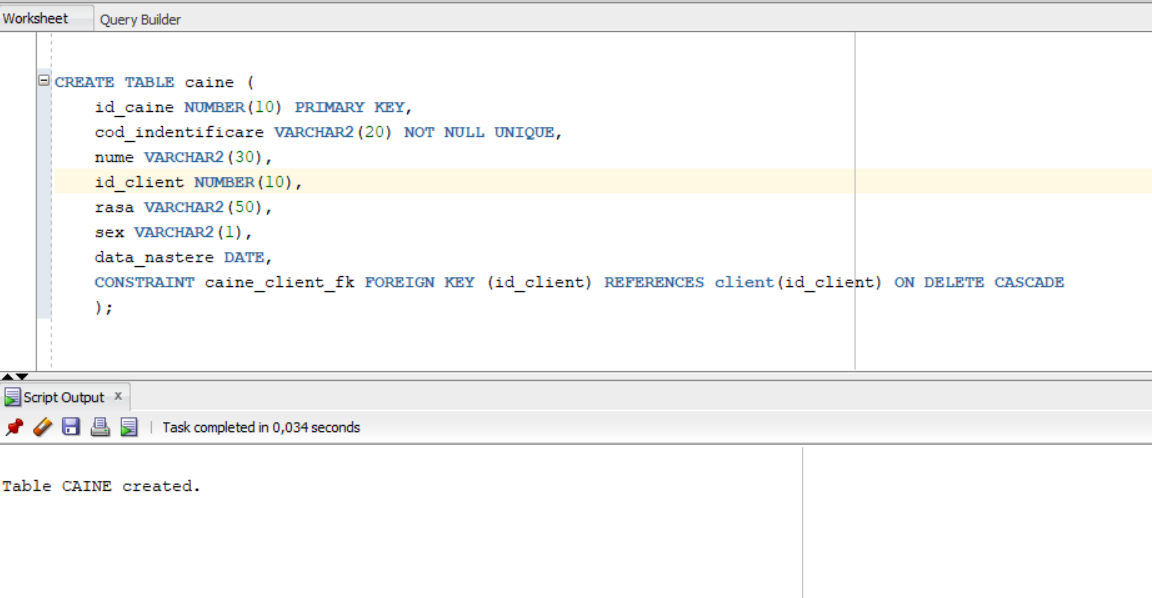 Worksheet Query Builder
CREATE TABLE caine (
id_caine NUMBER(10) PRIMARY KEY,
cod_indentificare VARCHAR2(20) NOT NULL UNIQUE,
nume VARCHAR2(30),
id_client NUMBER(10),
rasa VARCHAR2(50),
sex VARCHAR2(1),
data_nastere DATE,
CONSTRAINT caine_client_fk FOREIGN KEY (id_client) REFERENCES client(id_client) ON DELETE CASCADE
);
Script Output x
Task completed in 0,034 seconds
Table CAINE created.